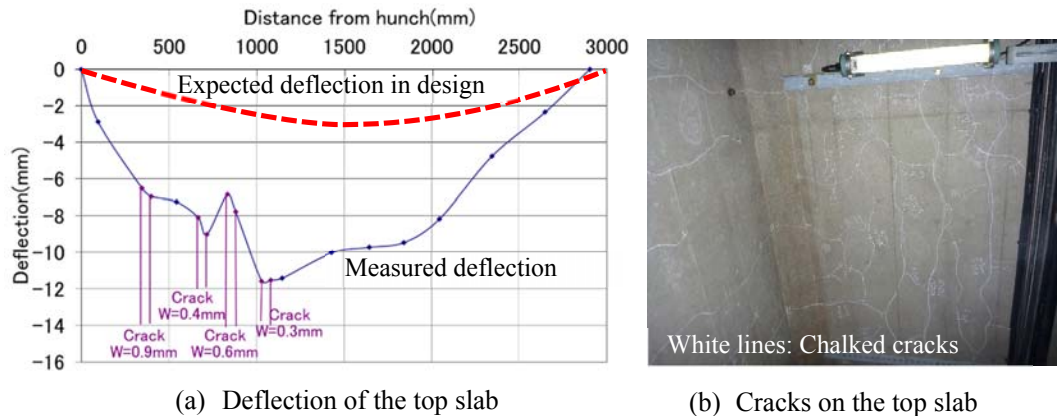 Distance from hunch(mm)
0 500 1000 1500 2000 2500 3000
0
-2
-4
-6
-8
-10
-12
-14
-16
Deflection(mm)
Expected deflection in design
Measured deflection
Crack
W=0.9mm
Crack
W=0.4mm
Crack
W=0.6mm
Crack
W=0.3mm
White lines: Chalked cracks
(a) Deflection of the top slab
(b) Cracks on the top slab